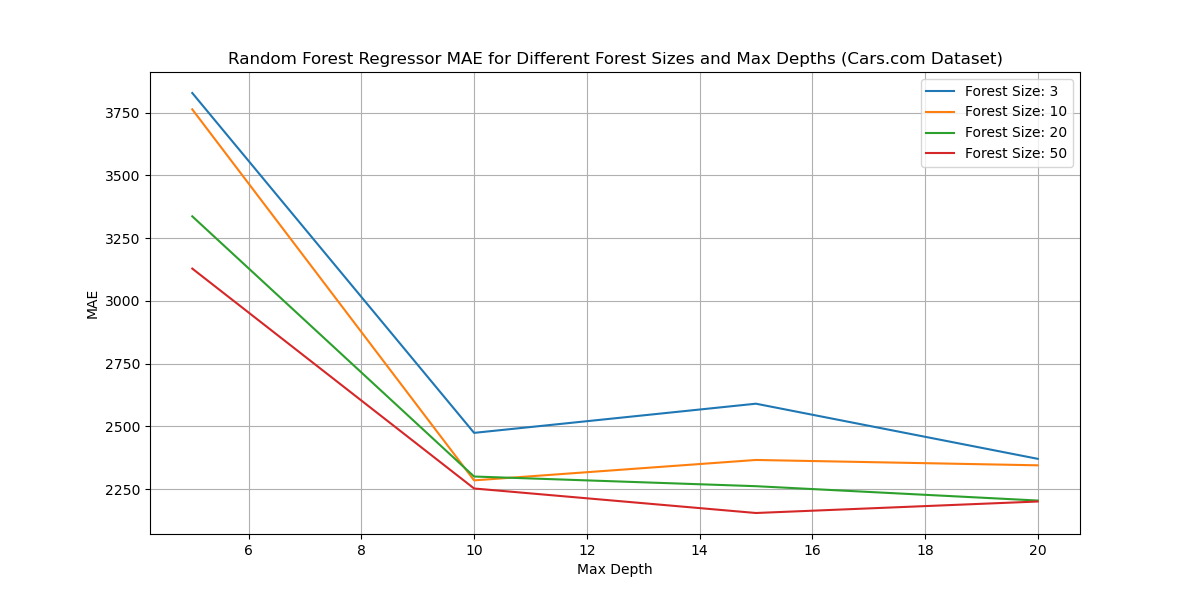 Random Forest Regressor MAE for Different Forest Sizes and Max Depths (Cars.com Dataset)
Forest Size: 3
Forest Size: 10
Forest Size: 20
Forest Size: 50
MAE
3750
3500
3250
3000
2750
2500
2250
6 8 10 12 14 16 18 20
Max Depth